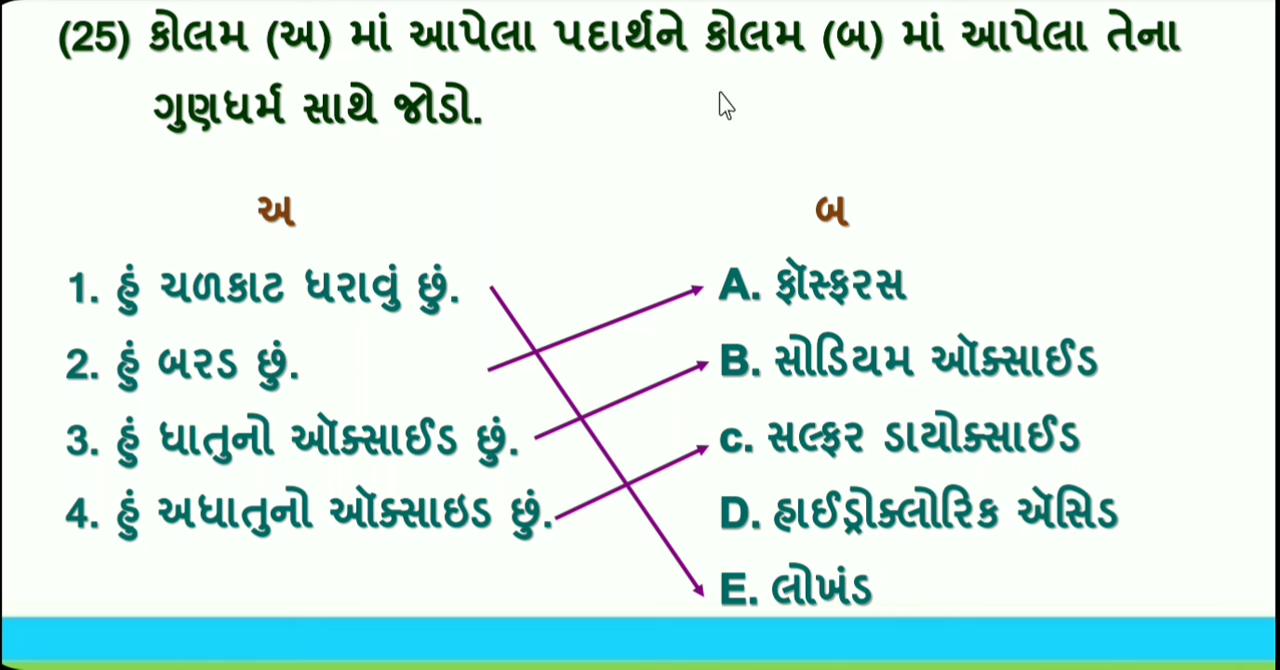 (25) કોલમ (અ) માં આપેલા પદાર્થને કોલમ (બ) માં આપેલા તેના
ગુણધર્મ સાથે જોડો.
અ બ
1. હું ચળકાટ ધરાવું છું. A. ફૉસ્ફરસ
2. હું બરડ છું. B. સોડિયમ ઑક્સાઈડ
3. હું ધાતુનો ઑક્સાઈડ છું. C. સલ્ફર ડાયોક્સાઈડ
4. હું અધાતુનો ઑક્સાઇડ છું. D. હાઈડ્રોક્લોરિક ઍસિડ
E. લોખંડ